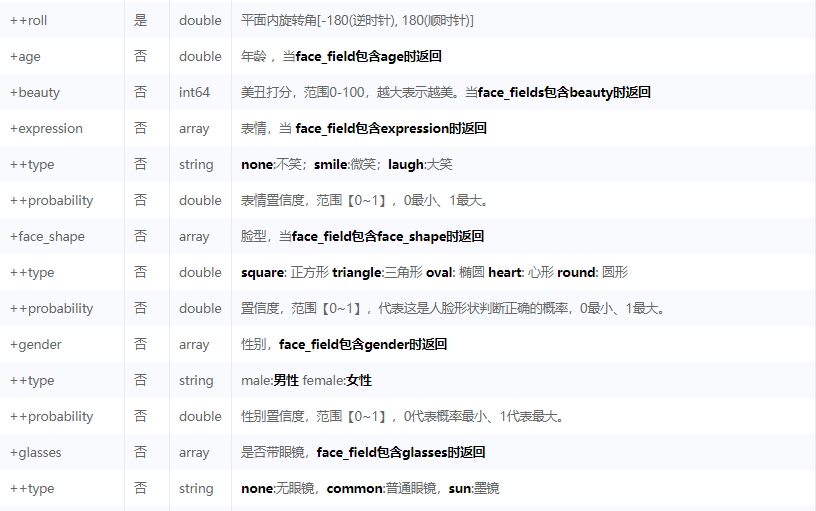 ++roll 是 double 平面内旋转角[-180(逆时针), 180(顺时针)]
+age 否 double 年龄 ，当face_field包含age时返回
+beauty 否 int64 美丑打分，范围0-100，越大表示越美。当face_fields包含beauty时返回
+expression 否 array 表情，当 face_field包含expression时返回
++type 否 string none:不笑；smile:微笑；laugh:大笑
++probability 否 double 表情置信度，范围【0~1】，0最小、1最大。
+face_shape 否 array 脸型，当face_field包含face_shape时返回
++type 否 double square: 正方形 triangle:三角形 oval: 椭圆 heart: 心形 round: 圆形
++probability 否 double 置信度，范围【0~1】，代表这是人脸形状判断正确的概率，0最小、1最大。
+gender 否 array 性别，face_field包含gender时返回
++type 否 string male:男性 female:女性
++probability 否 double 性别置信度，范围【0~1】，0代表概率最小、1代表最大。
+glasses 否 array 是否带眼镜，face_field包含glasses时返回
++type 否 string none:无眼镜，common:普通眼镜，sun:墨镜